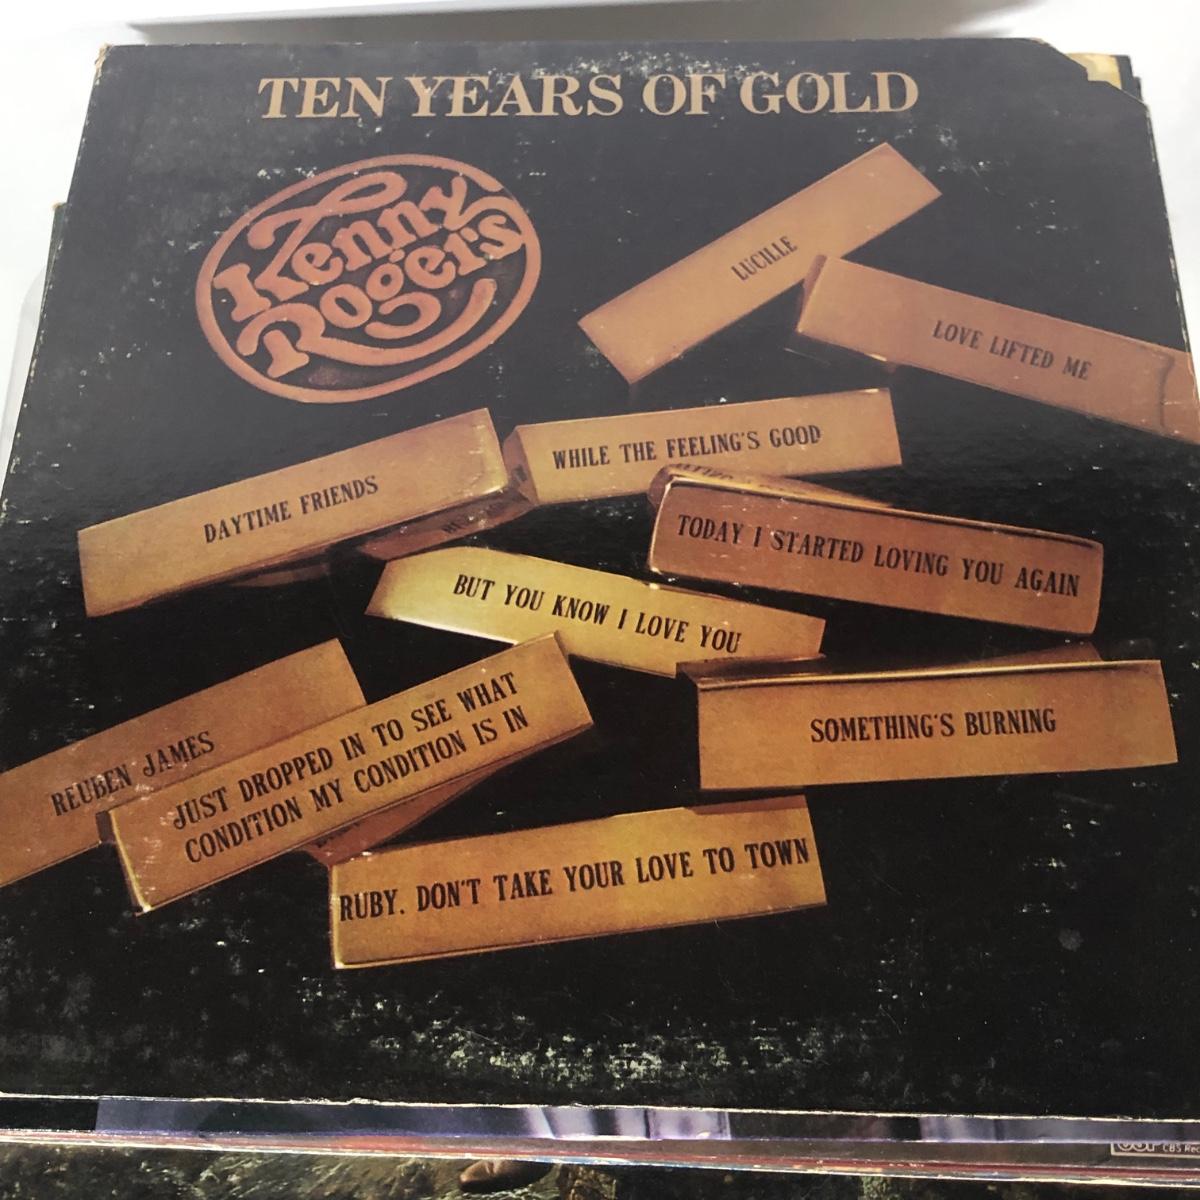 TEN YEARS OF GOLD
Kenny
Rogers
LUCILLE
LOVE LIFTED ME
WHILE THE FEELING'S GOOD
DAYTIME FRIENDS
TODAY I STARTED LOVING YOU AGAIN
BUT YOU KNOW I LOVE YOU
SOMETHING'S BURNING
REUBEN JAMES
JUST DROPPED IN TO SEE WHAT
CONDITION MY CONDITION IS IN
RUBY. DON'T TAKE YOUR LOVE TO TOWN
CBS Rec